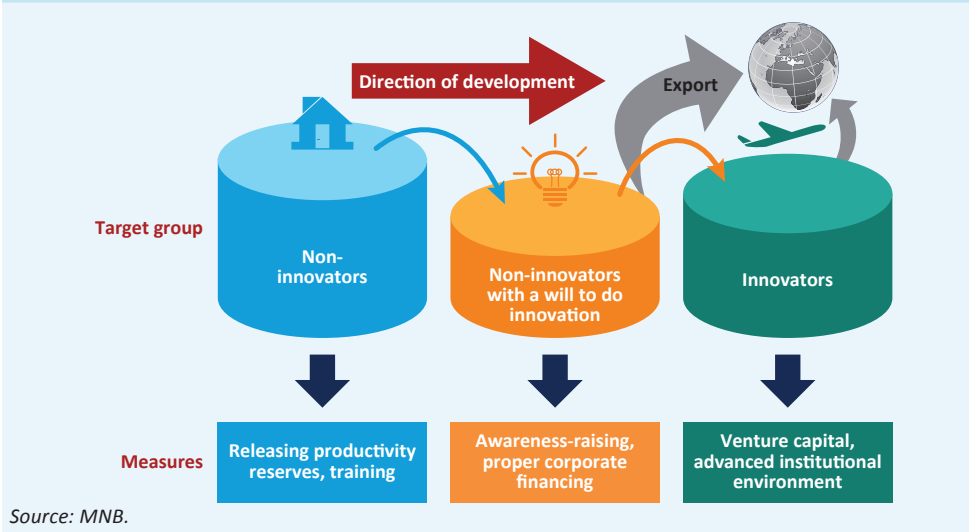 Direction of development
Export
Target group
Non-
innovators
Non-innovators
with a will to do
innovation
Innovators
Measures
Releasing productivity
reserves, training
Awareness-raising,
proper corporate
financing
Venture capital,
advanced institutional
environment
Source: MNB.